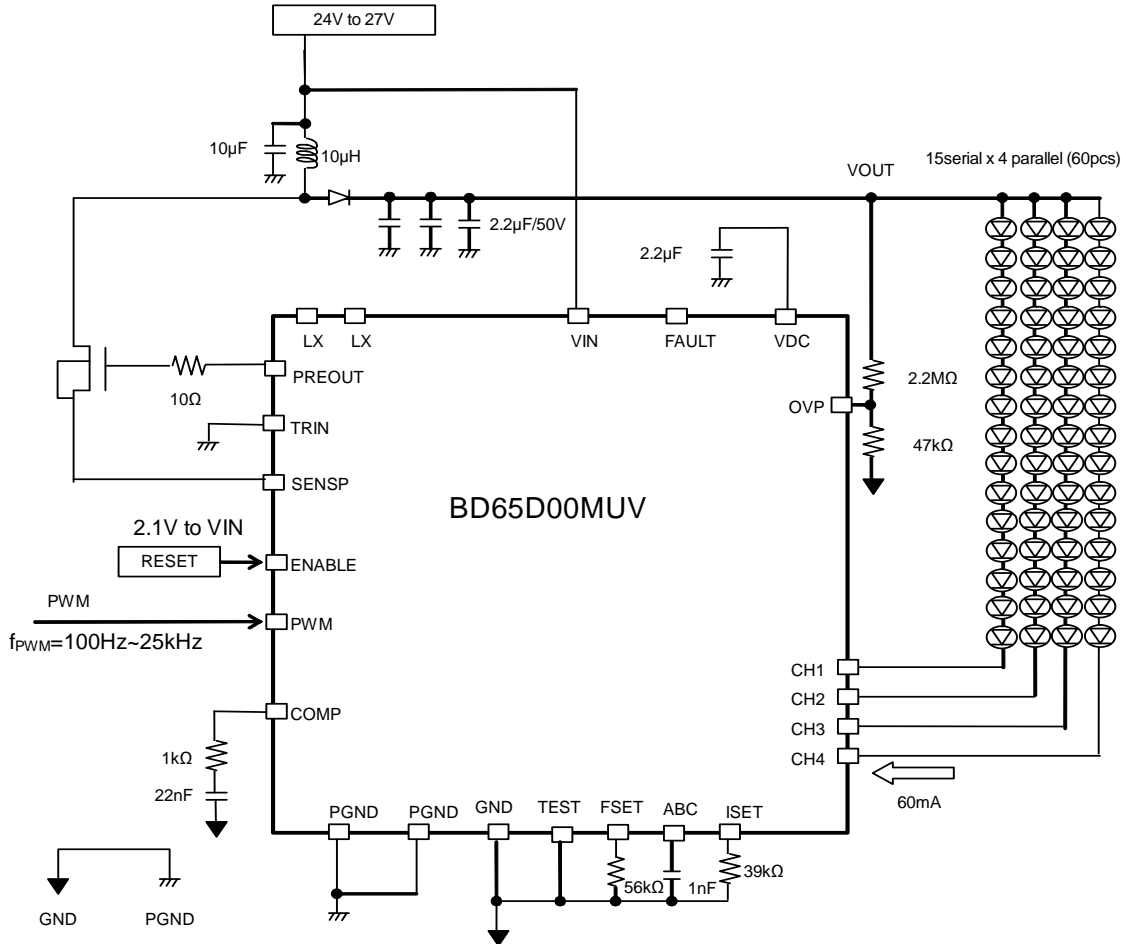 24V to 27V
10µF
10µH
VOUT
15serial x 4 parallel (60pcs)
2.2µF/50V
2.2µF
LX
LX
VIN
FAULT
VDC
PREOUT
10Ω
2.2MΩ
OVP
TRIN
47kΩ
SENSP
BD65D00MUV
2.1V to VIN
RESET
ENABLE
PWM
PWM
fPWM=100Hz~25kHz
CH1
CH2
COMP
CH3
1kΩ
CH4
22nF
60mA
PGND
PGND
GND
TEST
FSET
ABC
ISET
56kΩ
1nF
39kΩ
GND
PGND